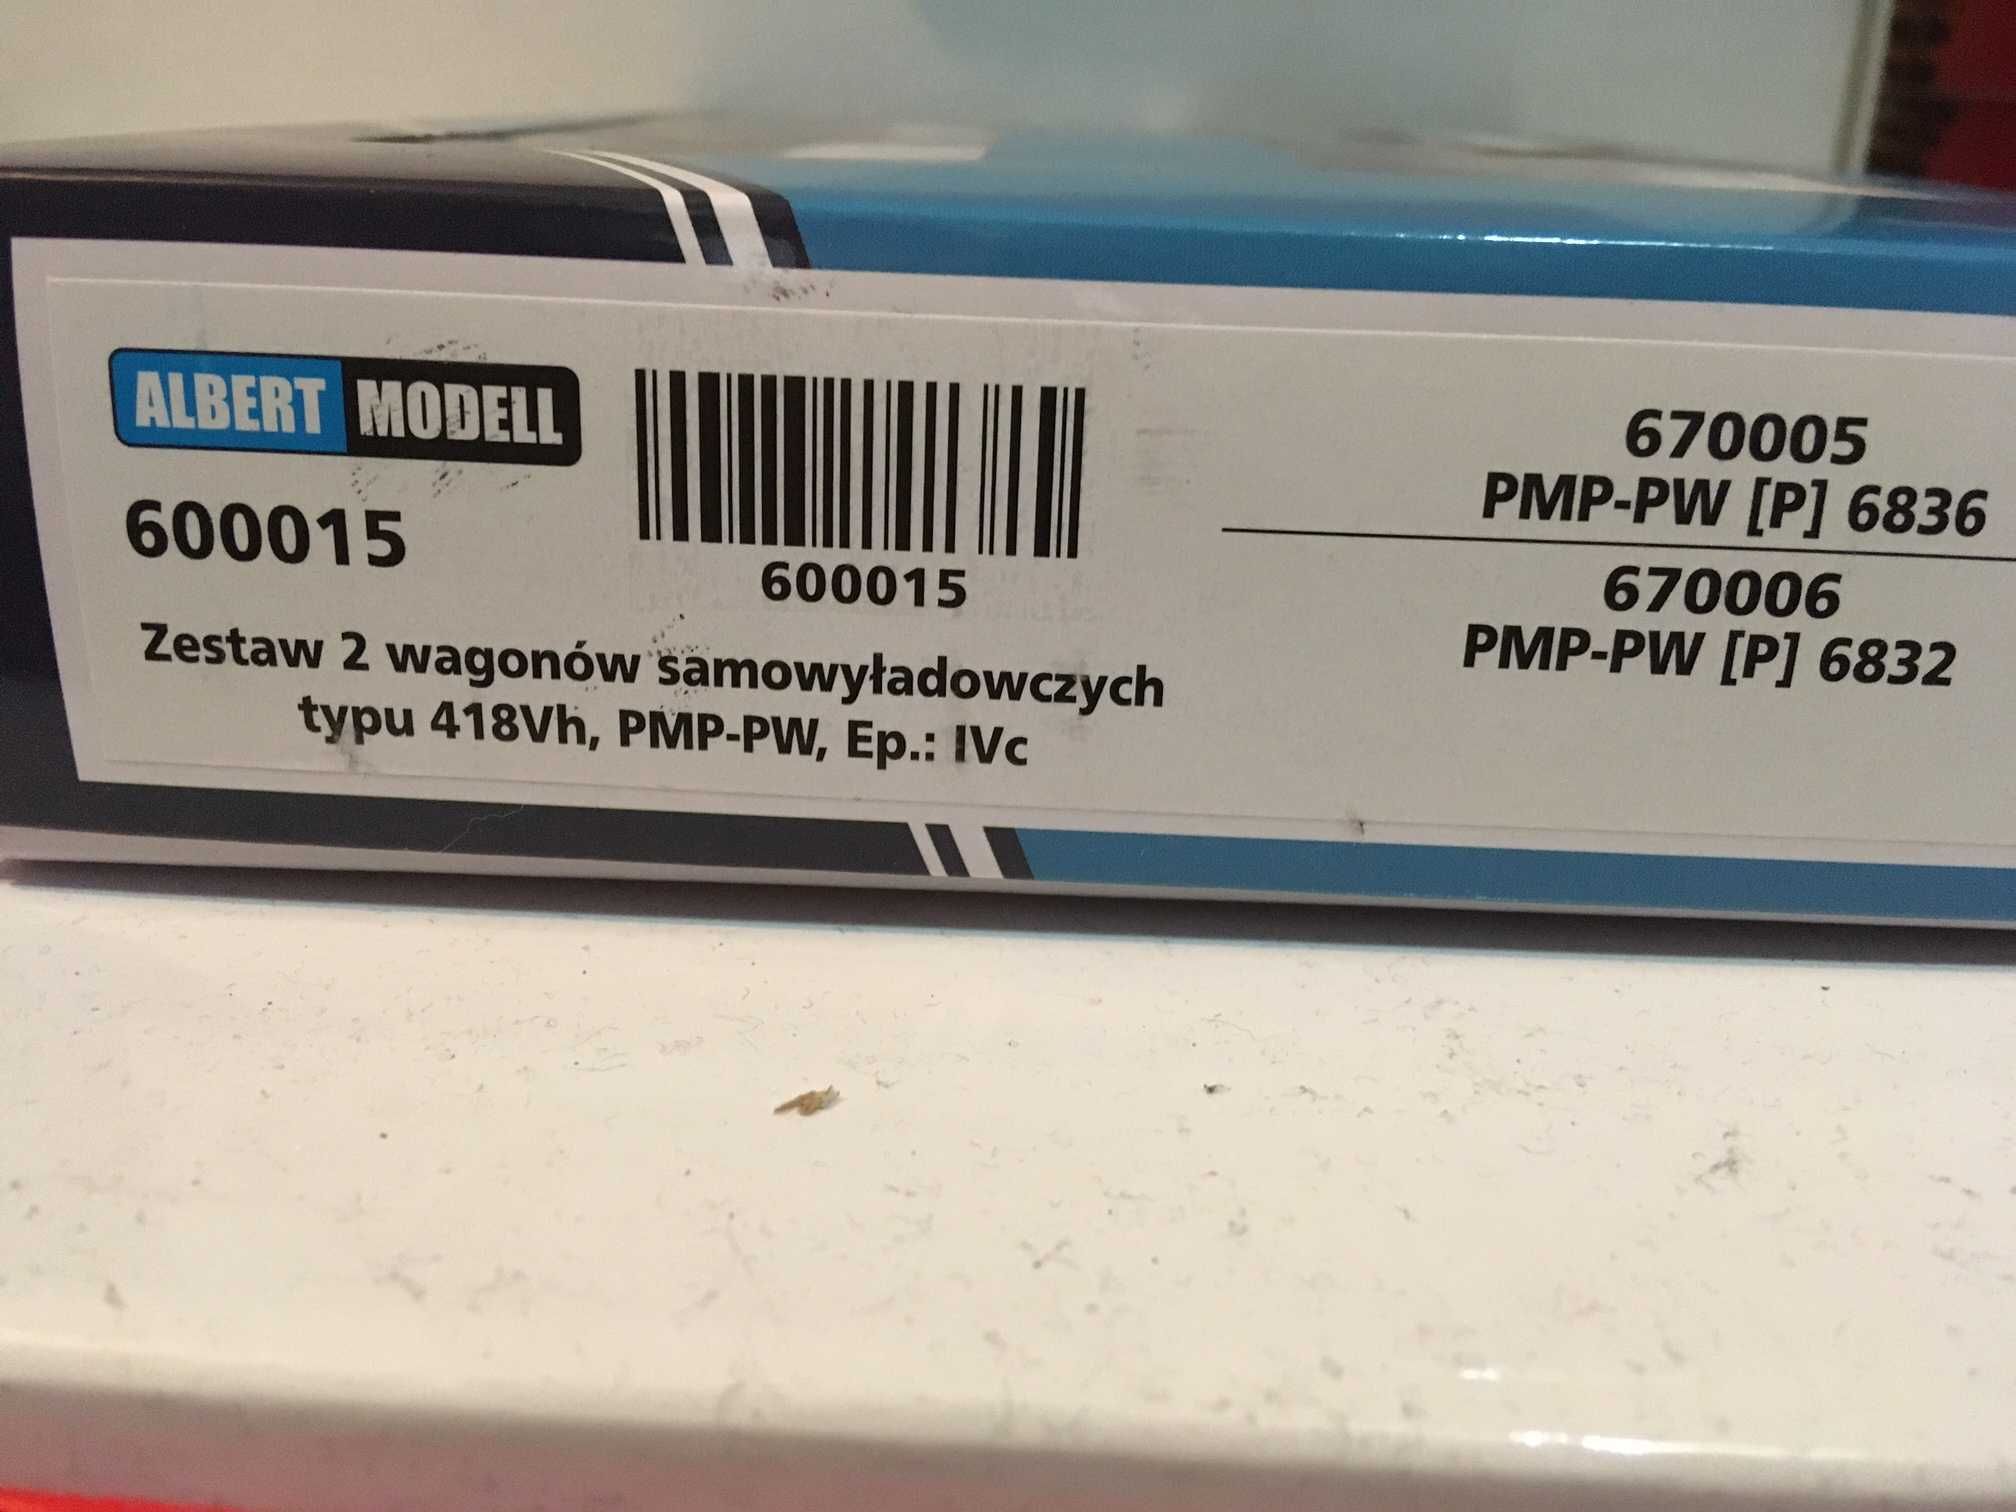 ALBERT MODELL
600015
600015
Zestaw 2 wagonów samowyładowczych
typu 418Vh, PMP-PW, Ep.: IVc
670005
PMP-PW [P] 6836
670006
PMP-PW [P] 6832